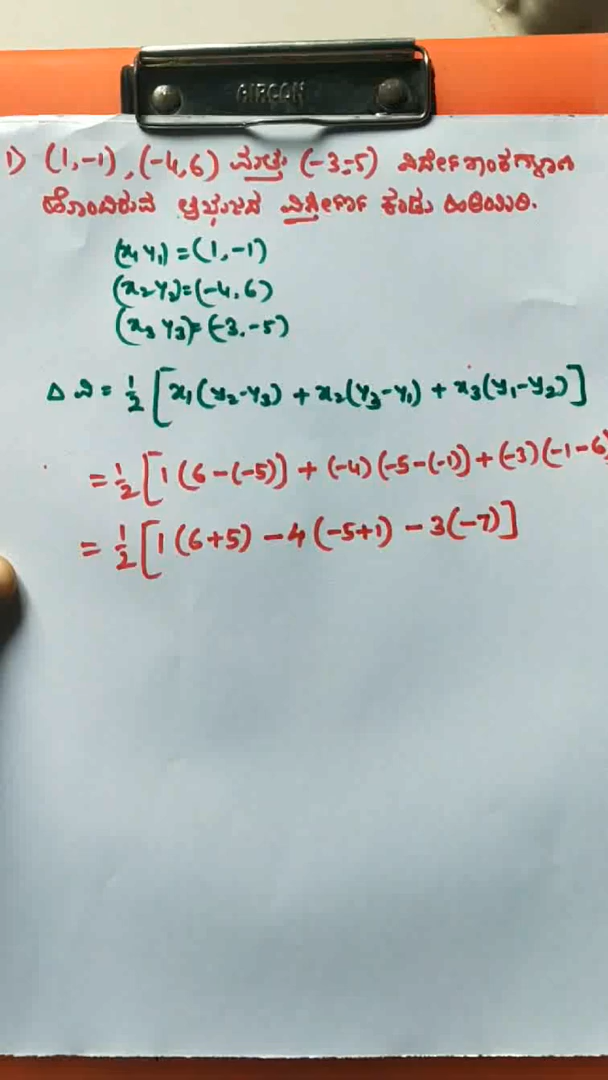 AIRCON
1) (1,-1), (-4,6) ಮತ್ತು (-3,-5) ನಿರ್ದೇಶಾಂಕಗಳಾಗಿ
ಹೊಂದಿರುವ ತ್ರಿಭುಜದ ವಿಸ್ತೀರ್ಣ ಕಂಡು ಹಿಡಿಯಿರಿ.
(x₁ y₁) = (1,-1)
(x₂ y₂) = (-4,6)
(x₃ y₃) = (-3,-5)
Δ ವಿ = ½ [x₁(y₂-y₃) + x₂(y₃-y₁) + x₃(y₁-y₂)]
= ½ [1 (6-(-5)) + (-4)(-5-(-1)) + (-3)(-1-6)
= ½ [1 (6+5) -4 (-5+1) -3(-7)]